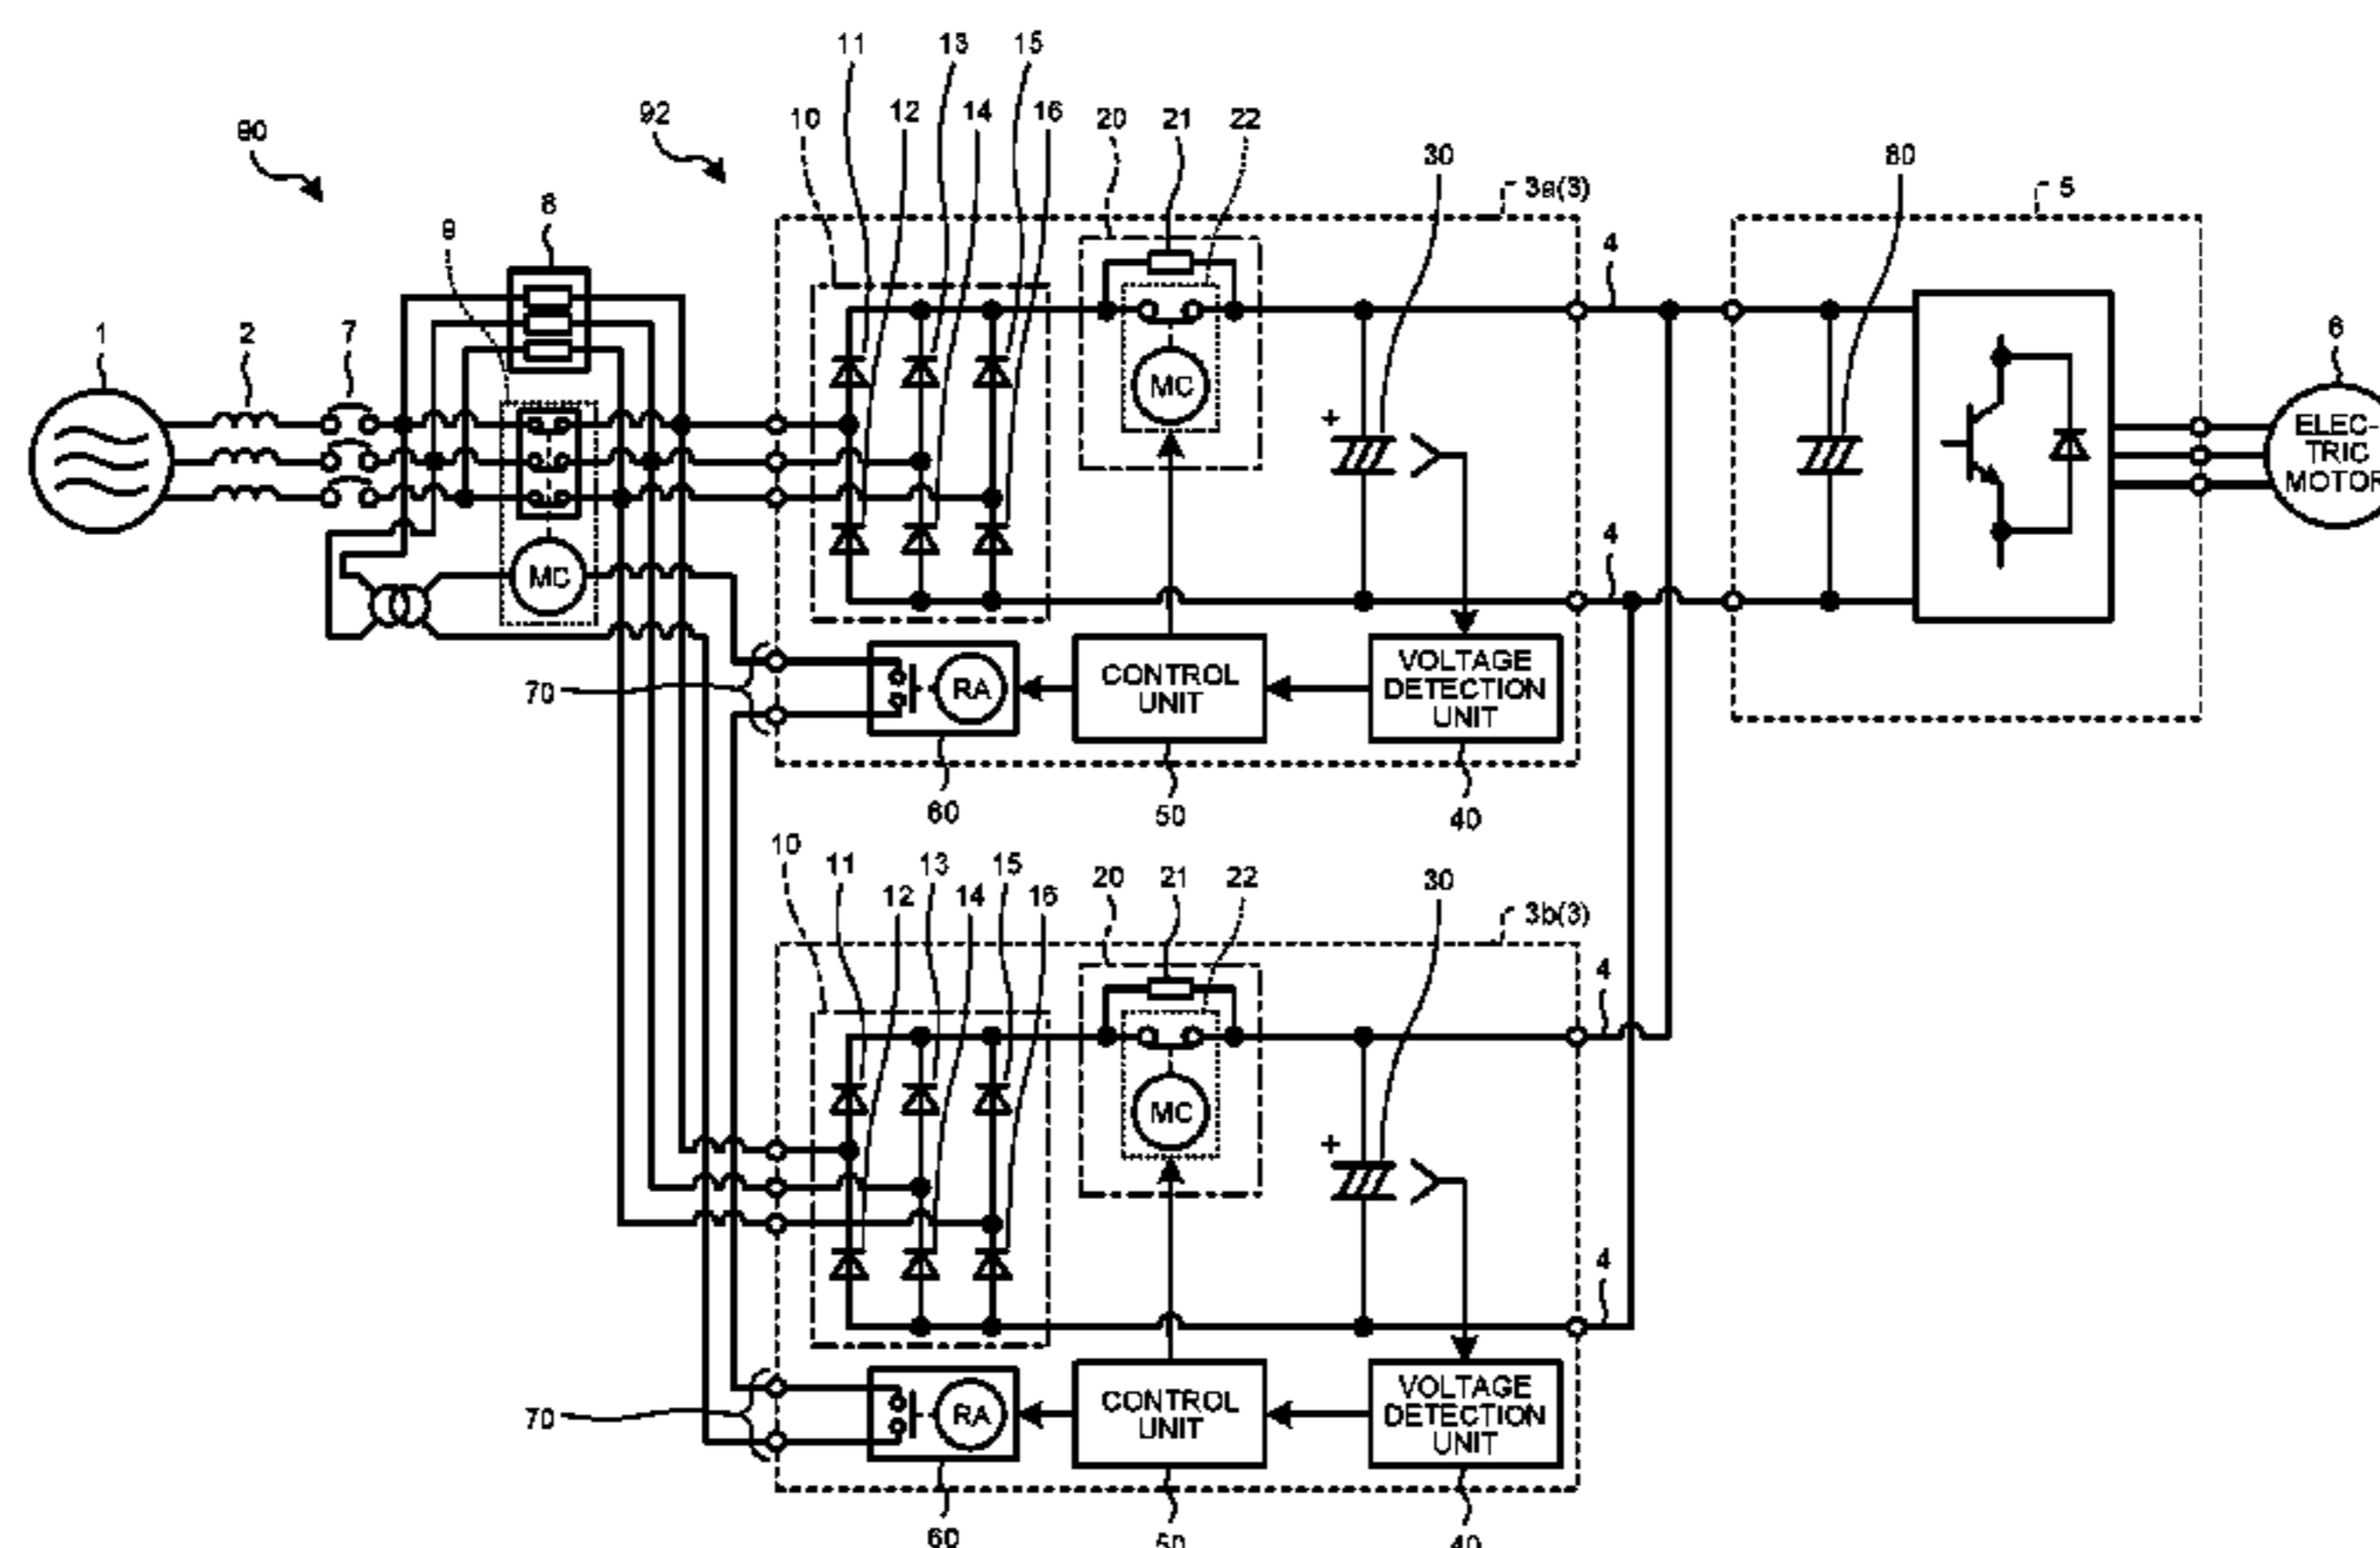 11 13 15
90 92 10 12 14 16 20 21 22
30 80
3a(3) 5
8
9
4
1 2 7
6
MC
+
ELEC-
TRIC
MOTOR
4
MC
70
RA
CONTROL
UNIT
VOLTAGE
DETECTION
UNIT
60 50 40
10 11 13 15 20 21 22 30
12 14 16
3b(3)
4
MC
+
4
70
RA
CONTROL
UNIT
VOLTAGE
DETECTION
UNIT
60 50 40